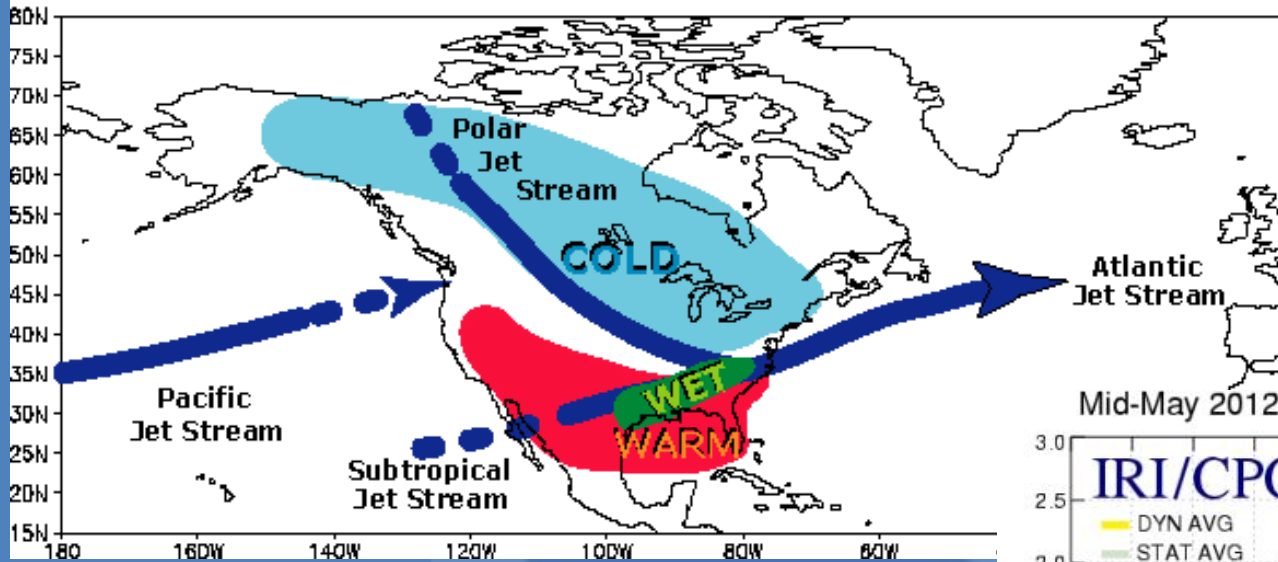 80N
75N
70N
65N
60N
55N
50N
45N
40N
35N
30N
25N
20N
15N
180
160W
140W
120W
100W
80W
60W
Polar
Jet
Stream
COLD
Atlantic
Jet Stream
WET
WARM
Pacific
Jet Stream
Subtropical
Jet Stream
Mid-May 2012
3.0
IRI/CPC
2.5
DYN AVG
STAT AVG